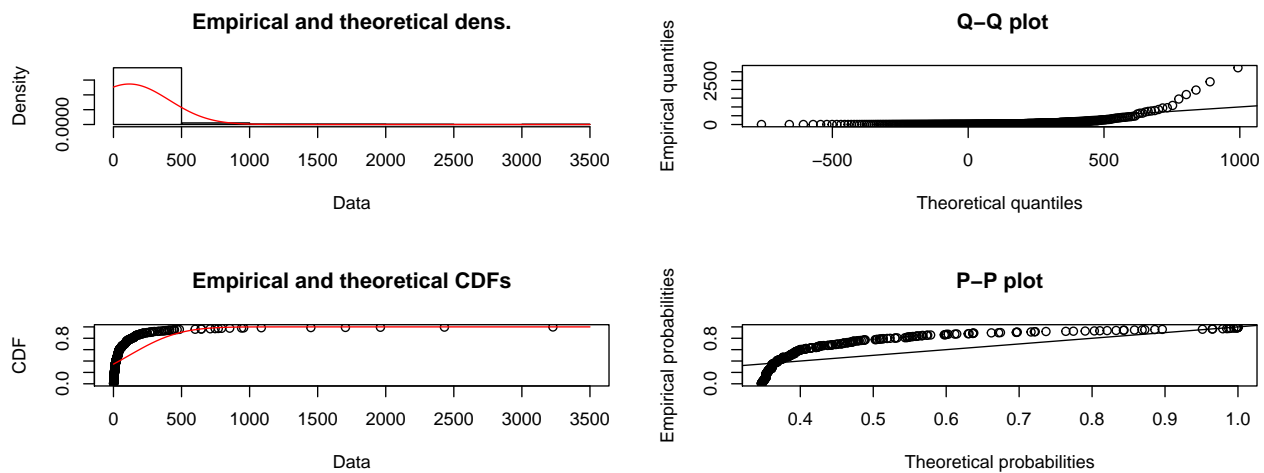 Empirical and theoretical dens.
Density
0.0000
0 500 1000 1500 2000 2500 3000 3500
Data
Q−Q plot
Empirical quantiles
0 2500
−500 0 500 1000
Theoretical quantiles
Empirical and theoretical CDFs
CDF
0.0 0.8
0 500 1000 1500 2000 2500 3000 3500
Data
P−P plot
Empirical probabilities
0.0 0.8
0.4 0.5 0.6 0.7 0.8 0.9 1.0
Theoretical probabilities